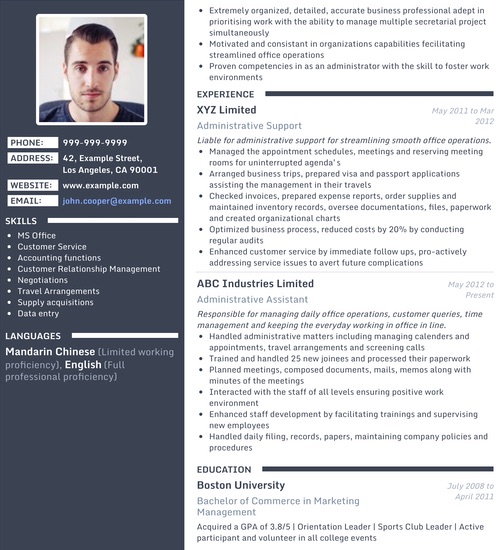 PHONE: 999-999-9999
ADDRESS: 42, Example Street,
Los Angeles, CA 90001
WEBSITE: www.example.com
EMAIL: john.cooper@example.com
SKILLS
• MS Office
• Customer Service
• Accounting functions
• Customer Relationship Management
• Negotiations
• Travel Arrangements
• Supply acquisitions
• Data entry
LANGUAGES
Mandarin Chinese (Limited working
proficiency), English (Full
professional proficiency)
• Extremely organized, detailed, accurate business professional adept in
prioritising work with the ability to manage multiple secretarial project
simultaneously
• Motivated and consistant in organizations capabilities fecilitating
streamlined office operations
• Proven competencies in as an administrator with the skill to foster work
environments
EXPERIENCE
XYZ Limited May 2011 to Mar
2012
Administrative Support
Liable for administrative support for streamlining smooth office operations.
• Managed the appointment schedules, meetings and reserving meeting
rooms for uninterrupted agenda's
• Arranged business trips, prepared visa and passport applications
assisting the management in their travels
• Checked invoices, prepared expense reports, order supplies and
maintained inventory records, oversee documentations, files, paperwork
and created organizational charts
• Optimized business process, reduced costs by 20% by conducting
regular audits
• Enhanced customer service by immediate follow ups, pro-actively
addressing service issues to avert future complications
ABC Industries Limited May 2012 to
Present
Administrative Assistant
Responsible for managing daily office operations, customer queries, time
management and keeping the everyday working in office in line.
• Handled administrative matters including managing calenders and
appointments, travel arrangements and screening calls
• Trained and handled 25 new joinees and processed their paperwork
• Planned meetings, composed documents, mails, memos along with
minutes of the meetings
• Interacted with the staff of all levels ensuring positive work
environment
• Enhanced staff development by facilitating trainings and supervising
new employees
• Handled daily filing, records, papers, maintaining company policies and
procedures
EDUCATION
Boston University July 2008 to
April 2011
Bachelor of Commerce in Marketing
Management
Acquired a GPA of 3.8/5 | Orientation Leader | Sports Club Leader | Active
participant and volunteer in all college events